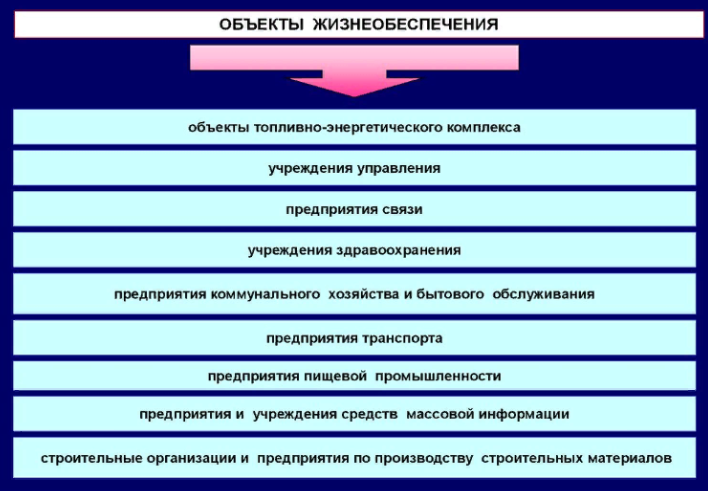 ОБЪЕКТЫ ЖИЗНЕОБЕСПЕЧЕНИЯ
объекты топливно-энергетического комплекса
учреждения управления
предприятия связи
учреждения здравоохранения
предприятия коммунального хозяйства и бытового обслуживания
предприятия транспорта
предприятия пищевой промышленности
предприятия и учреждения средств массовой информации
строительные организации и предприятия по производству строительных материалов